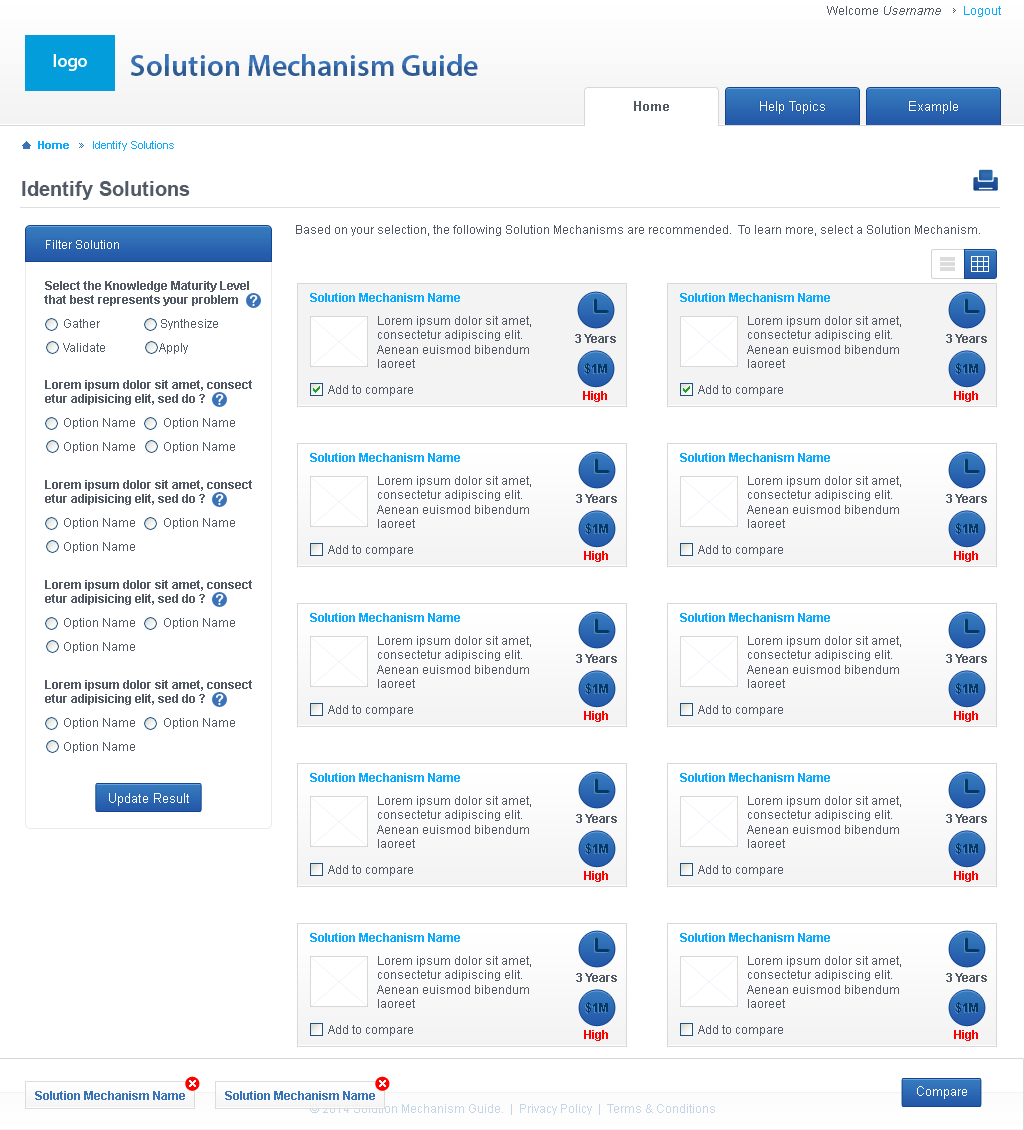 Welcome Username › Logout
logo
Solution Mechanism Guide
Home Help Topics Example
Home » Identify Solutions
Identify Solutions
Filter Solution
Select the Knowledge Maturity Level
that best represents your problem ?
Gather Synthesize
Validate Apply
Lorem ipsum dolor sit amet, consect
etur adipisicing elit, sed do ? ?
Option Name Option Name
Option Name Option Name
Lorem ipsum dolor sit amet, consect
etur adipisicing elit, sed do ? ?
Option Name Option Name
Option Name
Lorem ipsum dolor sit amet, consect
etur adipisicing elit, sed do ? ?
Option Name Option Name
Option Name
Lorem ipsum dolor sit amet, consect
etur adipisicing elit, sed do ? ?
Option Name Option Name
Option Name
Update Result
Based on your selection, the following Solution Mechanisms are recommended. To learn more, select a Solution Mechanism.
Solution Mechanism Name
Lorem ipsum dolor sit amet,
consectetur adipiscing elit.
Aenean euismod bibendum
laoreet
Add to compare
3 Years
$1M
High
Solution Mechanism Name
Lorem ipsum dolor sit amet,
consectetur adipiscing elit.
Aenean euismod bibendum
laoreet
Add to compare
3 Years
$1M
High
Solution Mechanism Name
Lorem ipsum dolor sit amet,
consectetur adipiscing elit.
Aenean euismod bibendum
laoreet
Add to compare
3 Years
$1M
High
Solution Mechanism Name
Lorem ipsum dolor sit amet,
consectetur adipiscing elit.
Aenean euismod bibendum
laoreet
Add to compare
3 Years
$1M
High
Solution Mechanism Name
Lorem ipsum dolor sit amet,
consectetur adipiscing elit.
Aenean euismod bibendum
laoreet
Add to compare
3 Years
$1M
High
Solution Mechanism Name
Lorem ipsum dolor sit amet,
consectetur adipiscing elit.
Aenean euismod bibendum
laoreet
Add to compare
3 Years
$1M
High
Solution Mechanism Name
Lorem ipsum dolor sit amet,
consectetur adipiscing elit.
Aenean euismod bibendum
laoreet
Add to compare
3 Years
$1M
High
Solution Mechanism Name
Lorem ipsum dolor sit amet,
consectetur adipiscing elit.
Aenean euismod bibendum
laoreet
Add to compare
3 Years
$1M
High
Solution Mechanism Name
Lorem ipsum dolor sit amet,
consectetur adipiscing elit.
Aenean euismod bibendum
laoreet
Add to compare
3 Years
$1M
High
Solution Mechanism Name
Lorem ipsum dolor sit amet,
consectetur adipiscing elit.
Aenean euismod bibendum
laoreet
Add to compare
3 Years
$1M
High
Solution Mechanism Name Solution Mechanism Name Compare
© 2014 Solution Mechanism Guide. | Privacy Policy | Terms & Conditions